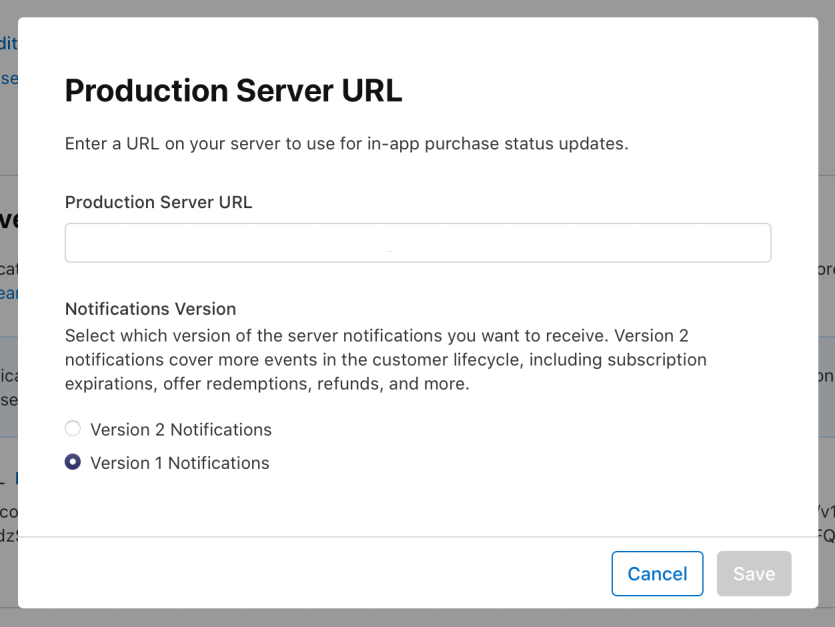 Production Server URL
Enter a URL on your server to use for in-app purchase status updates.
Production Server URL
Notifications Version
Select which version of the server notifications you want to receive. Version 2
notifications cover more events in the customer lifecycle, including subscription
expirations, offer redemptions, refunds, and more.
Version 2 Notifications
Version 1 Notifications
Cancel
Save